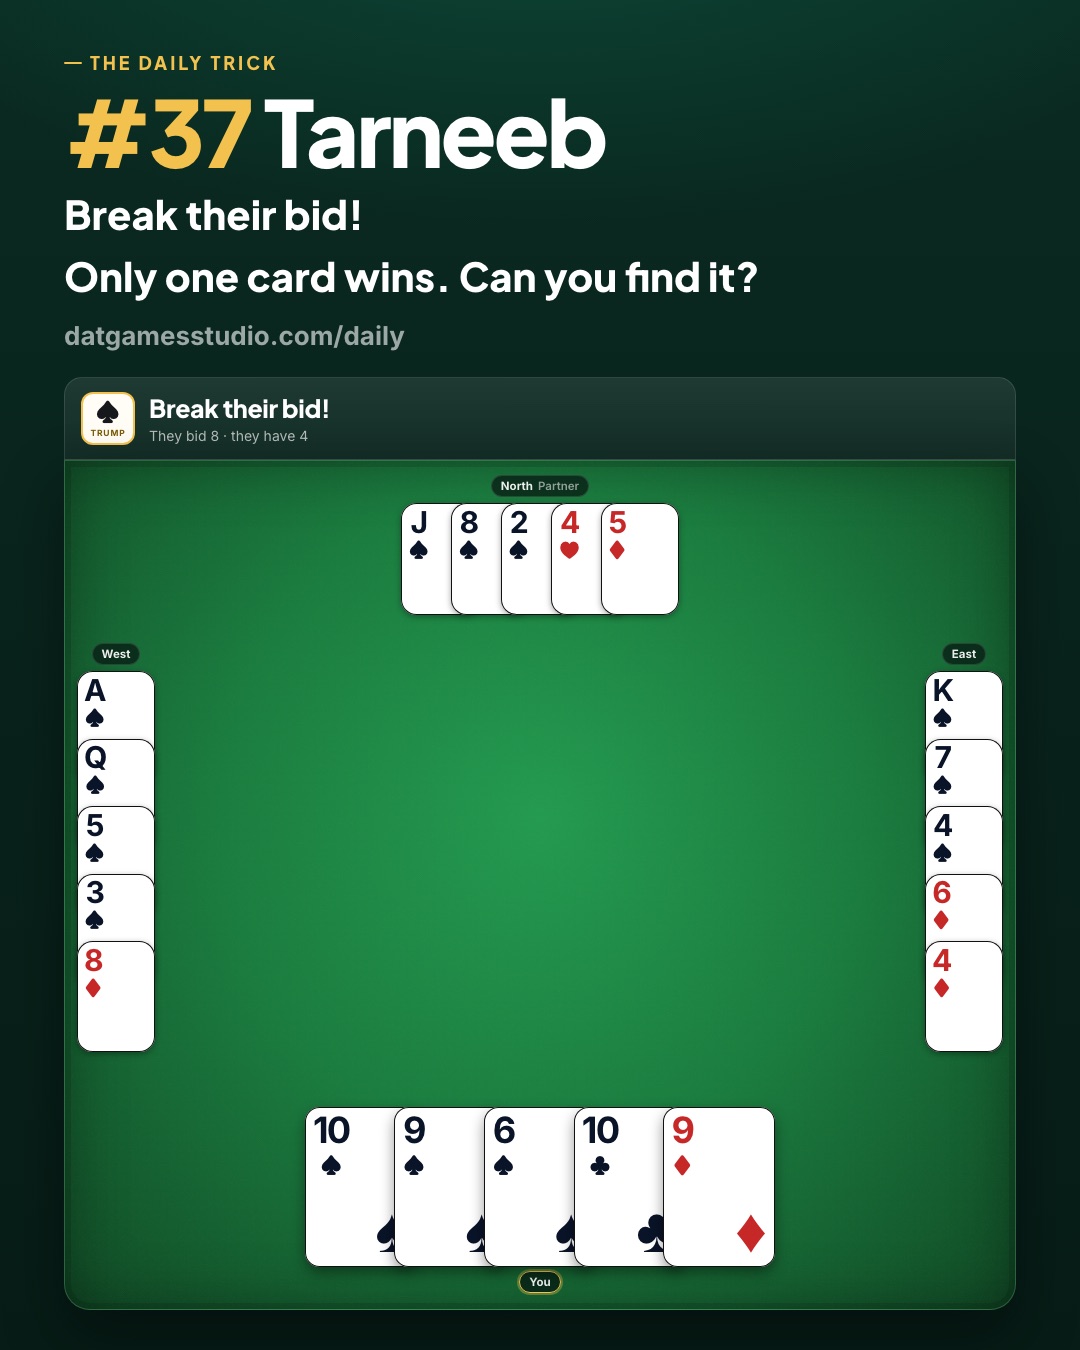 — THE DAILY TRICK
#37 Tarneeb
Break their bid!
Only one card wins. Can you find it?
datgamesstudio.com/daily
TRUMP
Break their bid!
They bid 8 · they have 4
North Partner
J 8 2 4 5
West
A
Q
5
3
8
East
K
7
4
6
4
10 9 6 10 9
You